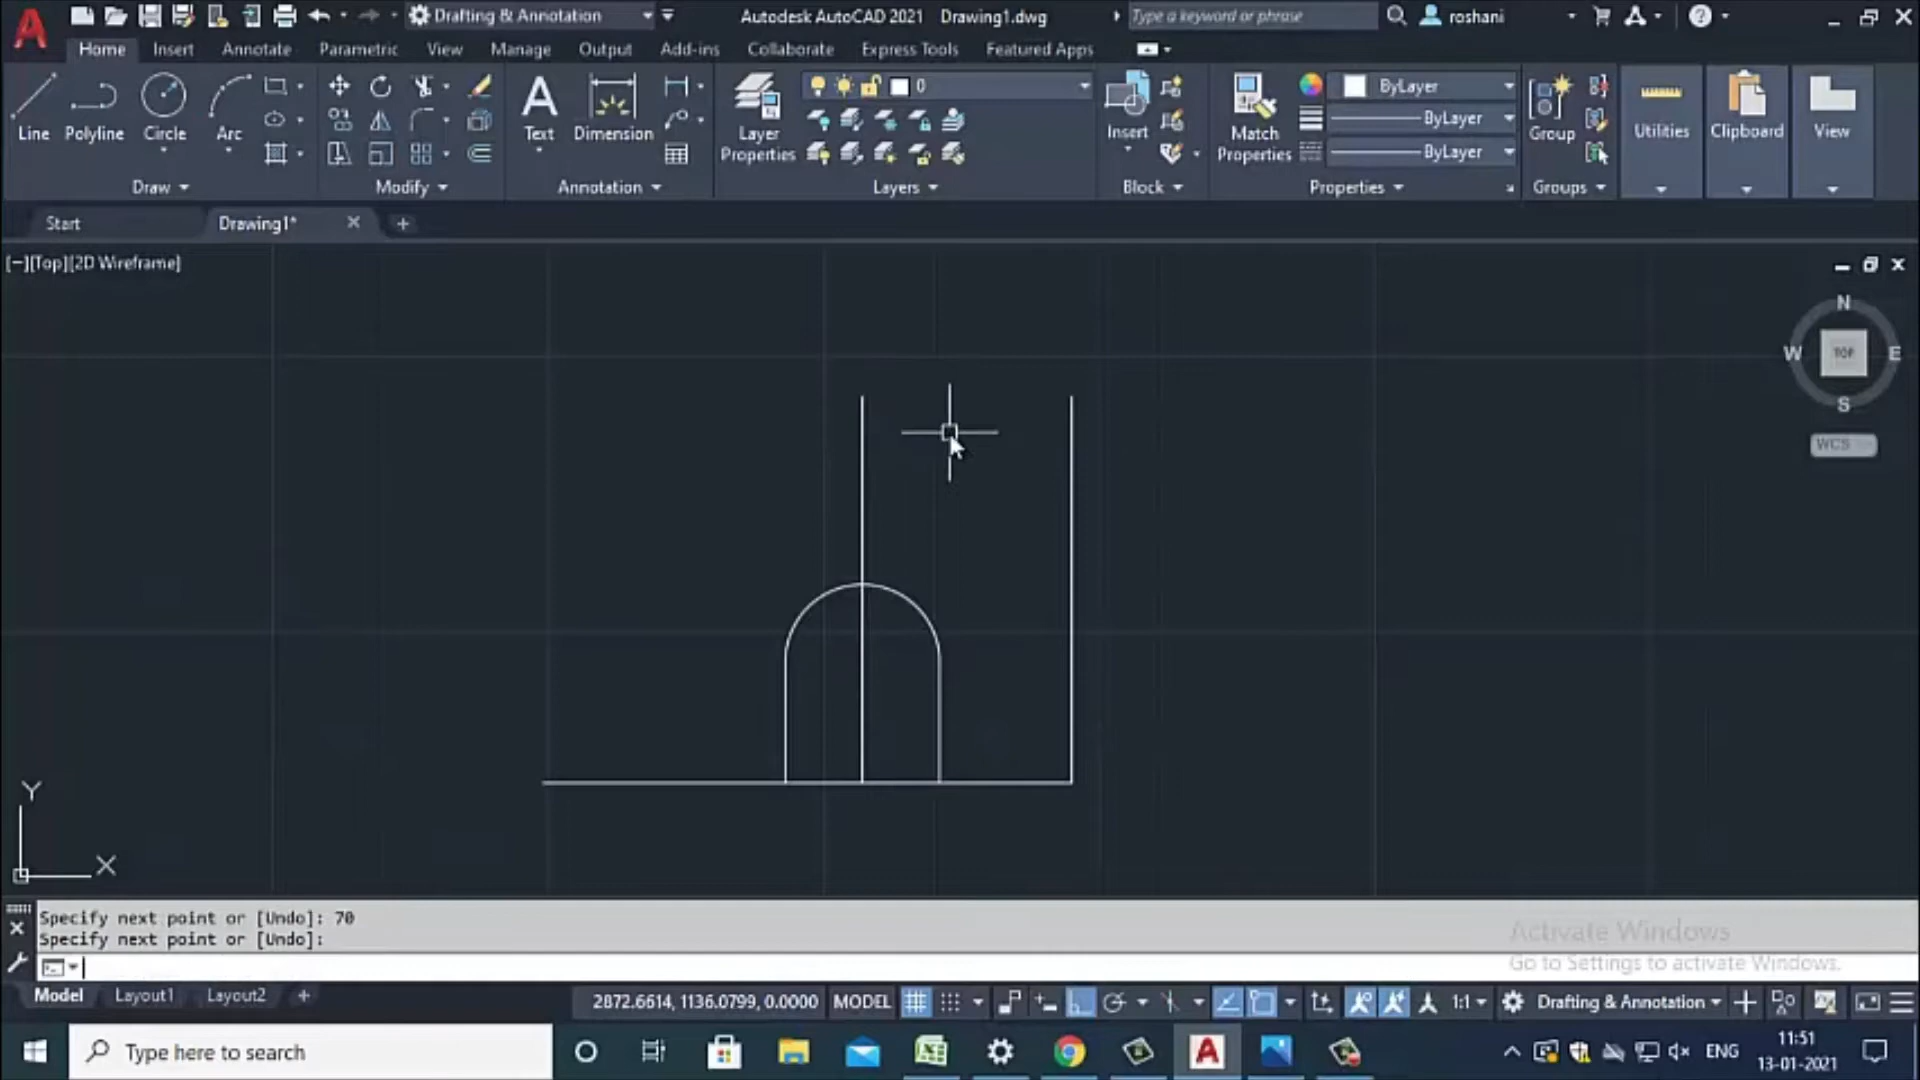 Drafting & Annotation
Autodesk AutoCAD 2021 Drawing1.dwg
Type a keyword or phrase
roshani
Home Insert Annotate Parametric View Manage Output Add-ins Collaborate Express Tools Featured Apps
Line Polyline Circle Arc
Text Dimension
Layer Properties
0
Insert
Match Properties
ByLayer
ByLayer
ByLayer
Group
Utilities
Clipboard
View
Draw Modify Annotation Layers Block Properties Groups
Start Drawing1* +
[−][Top][2D Wireframe]
N
W TOP E
S
WCS
Y
X
Specify next point or [Undo]: 70
Specify next point or [Undo]:
Activate Windows
Go to Settings to activate Windows.
Model Layout1 Layout2 +
2872.6614, 1136.0799, 0.0000 MODEL 1:1 Drafting & Annotation
Type here to search
ENG
11:51
13-01-2021